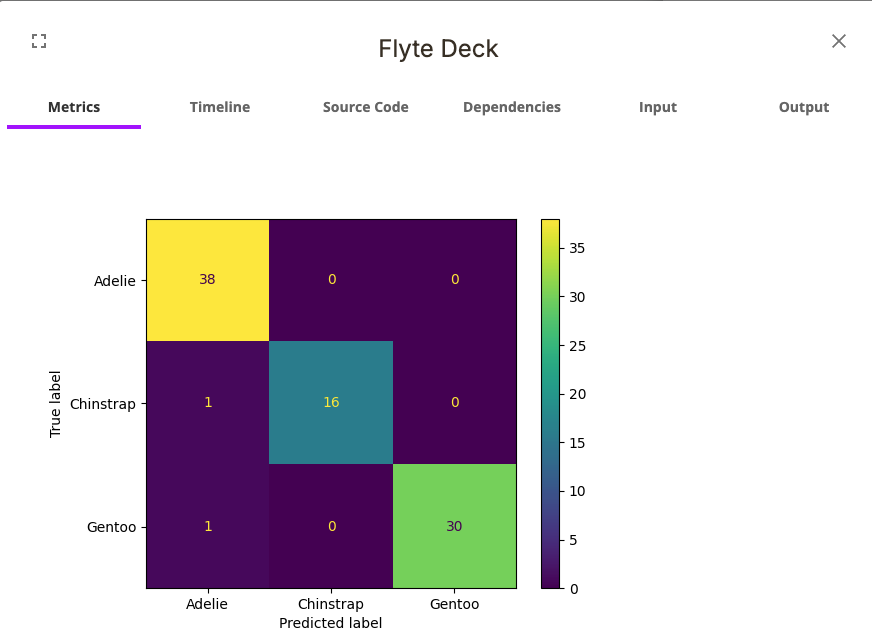 Flyte Deck
Metrics Timeline Source Code Dependencies Input Output
35
Adelie 38 0 0
30
25
True label
Chinstrap 1 16 0
20
15
10
Gentoo 1 0 30
5
0
Adelie Chinstrap Gentoo
Predicted label